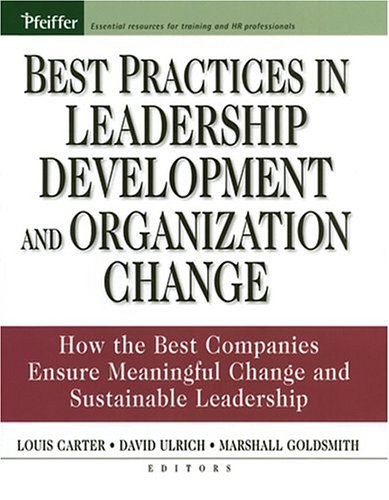 Pfeiffer
Essential resources for training and HR professionals
BEST PRACTICES IN
LEADERSHIP
DEVELOPMENT
AND ORGANIZATION
CHANGE
How the Best Companies
Ensure Meaningful Change and
Sustainable Leadership
LOUIS CARTER • DAVID ULRICH • MARSHALL GOLDSMITH
EDITORS